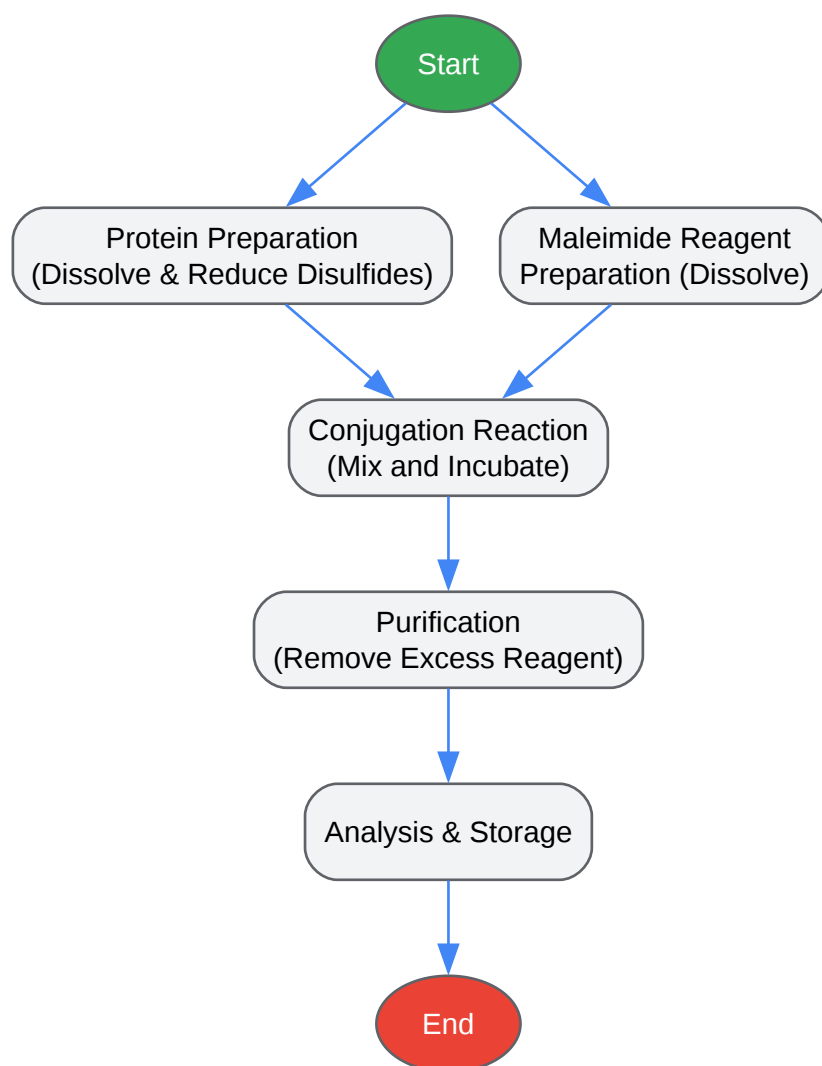 Start
Protein Preparation
(Dissolve & Reduce Disulfides)
Maleimide Reagent
Preparation (Dissolve)
Conjugation Reaction
(Mix and Incubate)
Purification
(Remove Excess Reagent)
Analysis & Storage
End